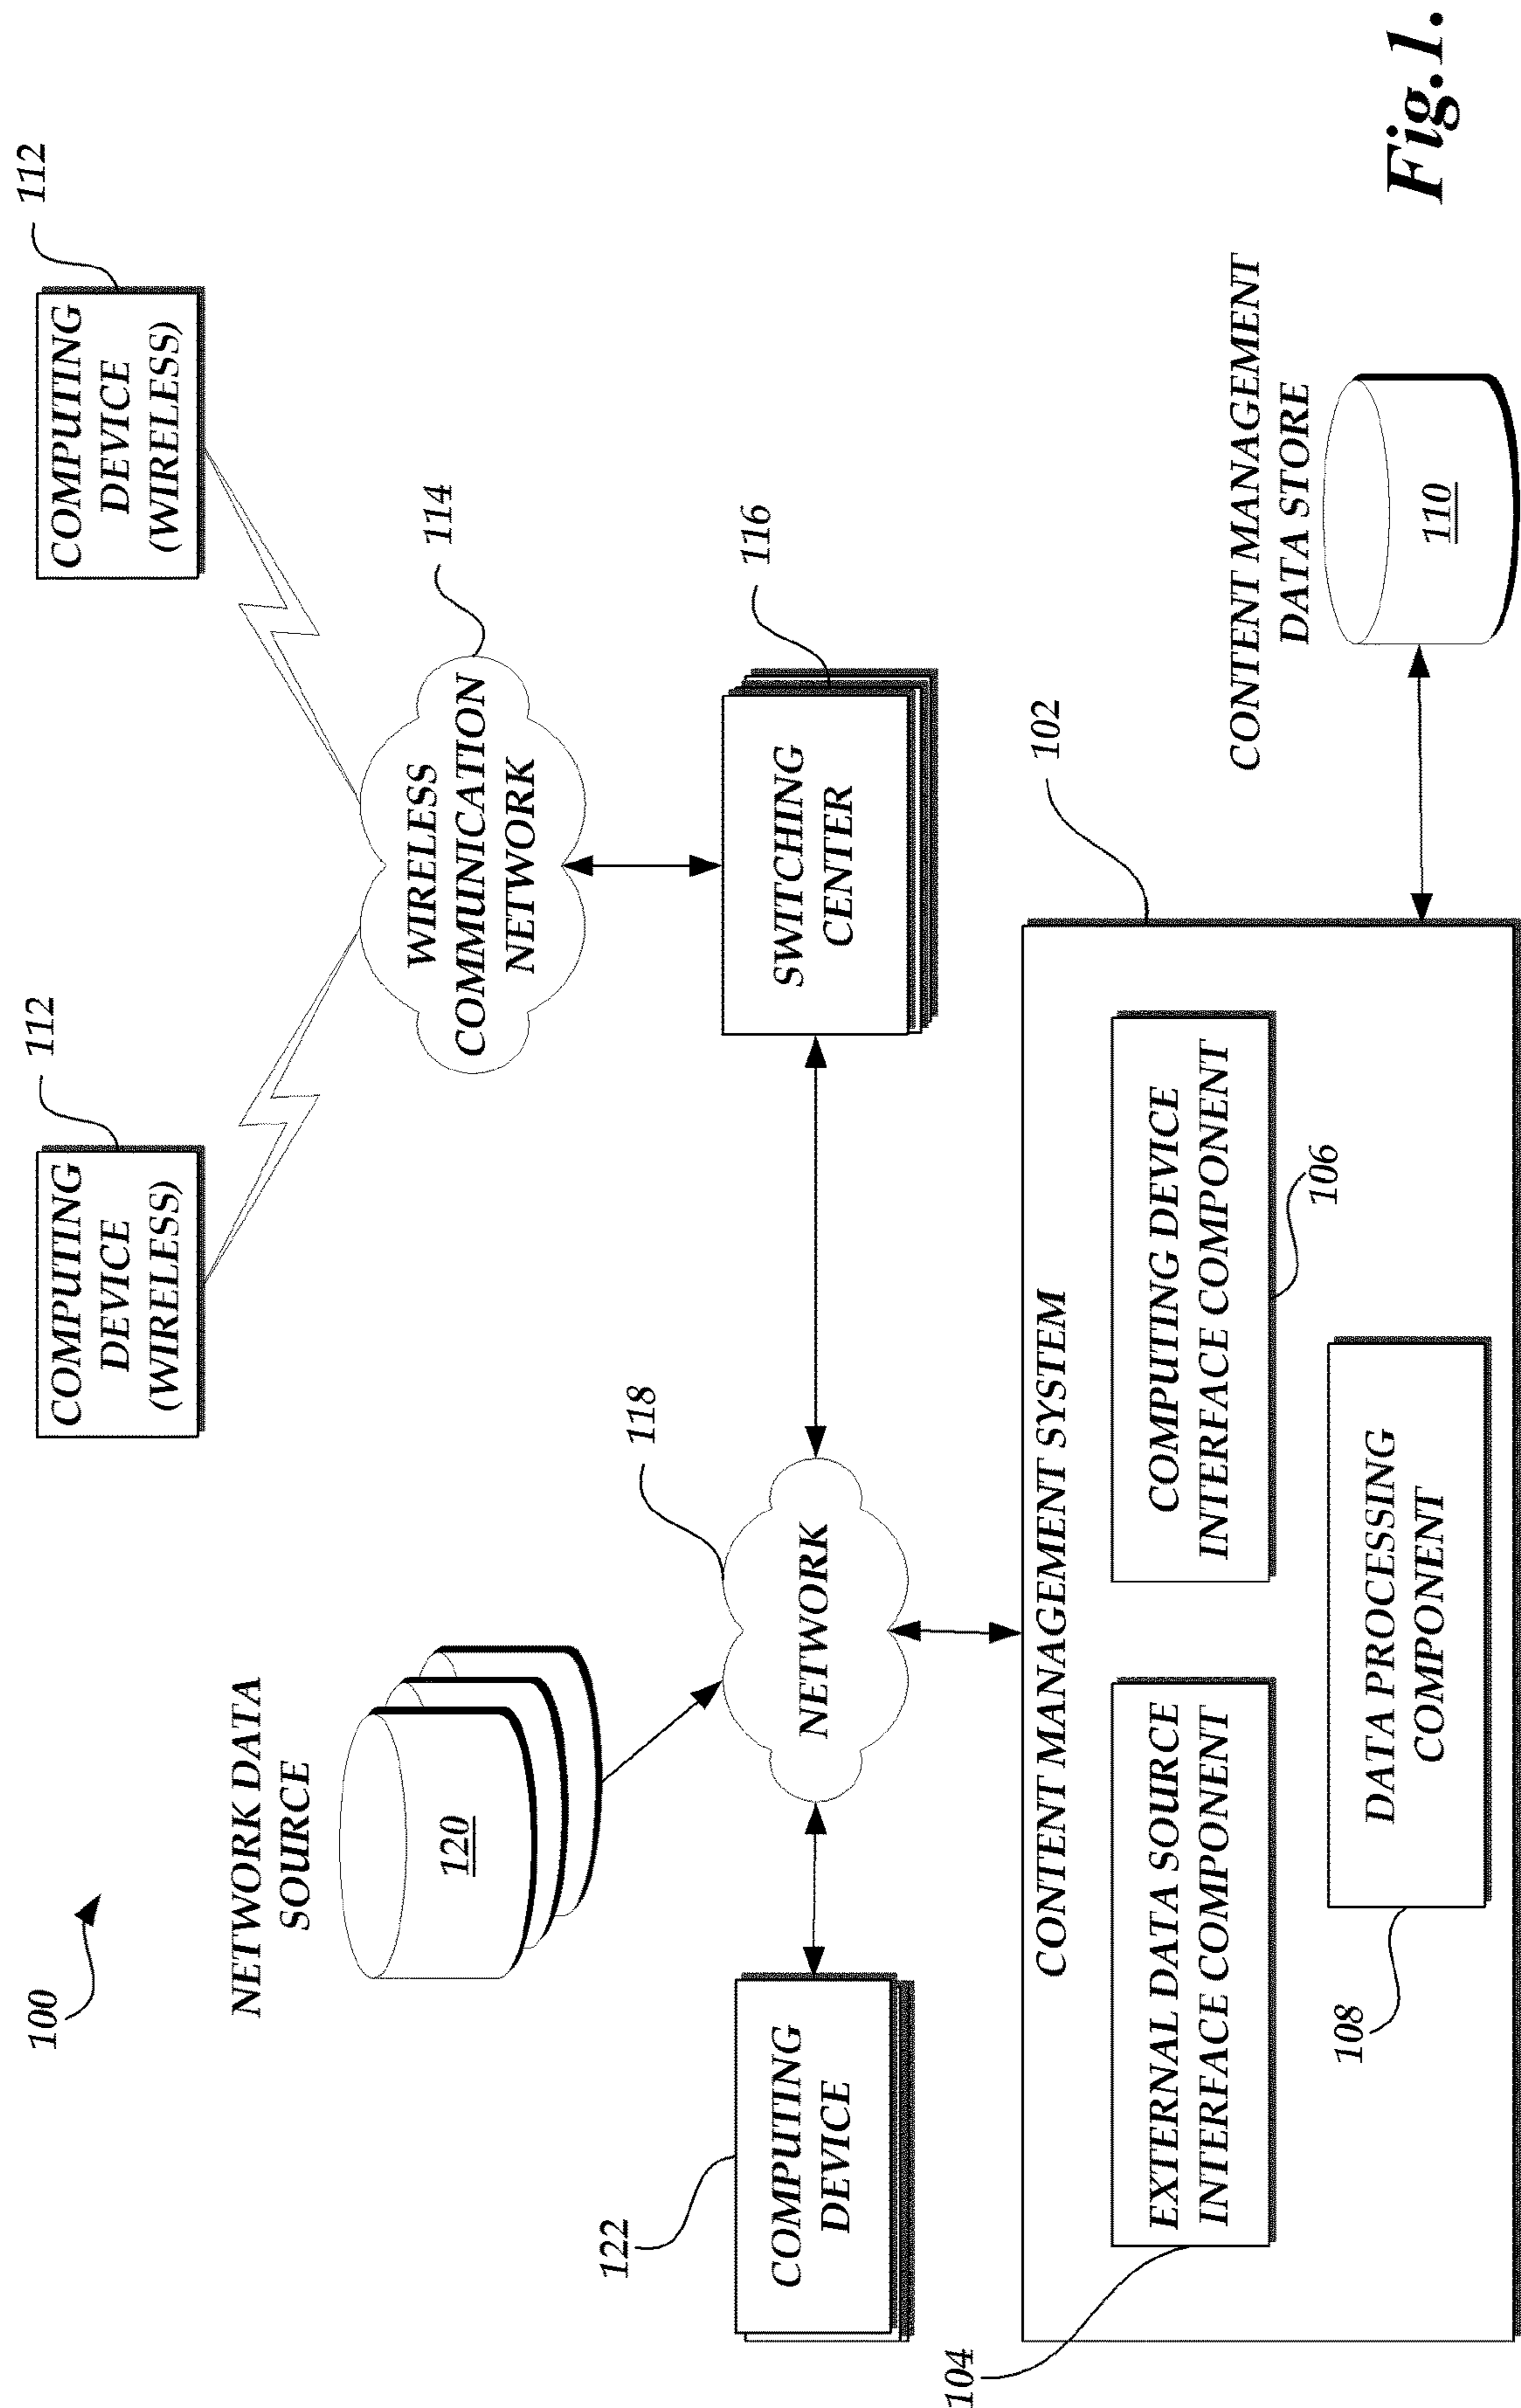 100
112
112
COMPUTING
DEVICE
(WIRELESS)
COMPUTING
DEVICE
(WIRELESS)
NETWORK DATA
SOURCE
120
114
WIRELESS
COMMUNICATION
NETWORK
122
118
116
COMPUTING
DEVICE
NETWORK
SWITCHING
CENTER
104
CONTENT MANAGEMENT SYSTEM
102
EXTERNAL DATA SOURCE
INTERFACE COMPONENT
COMPUTING DEVICE
INTERFACE COMPONENT
106
108
DATA PROCESSING
COMPONENT
CONTENT MANAGEMENT
DATA STORE
110
Fig.1.